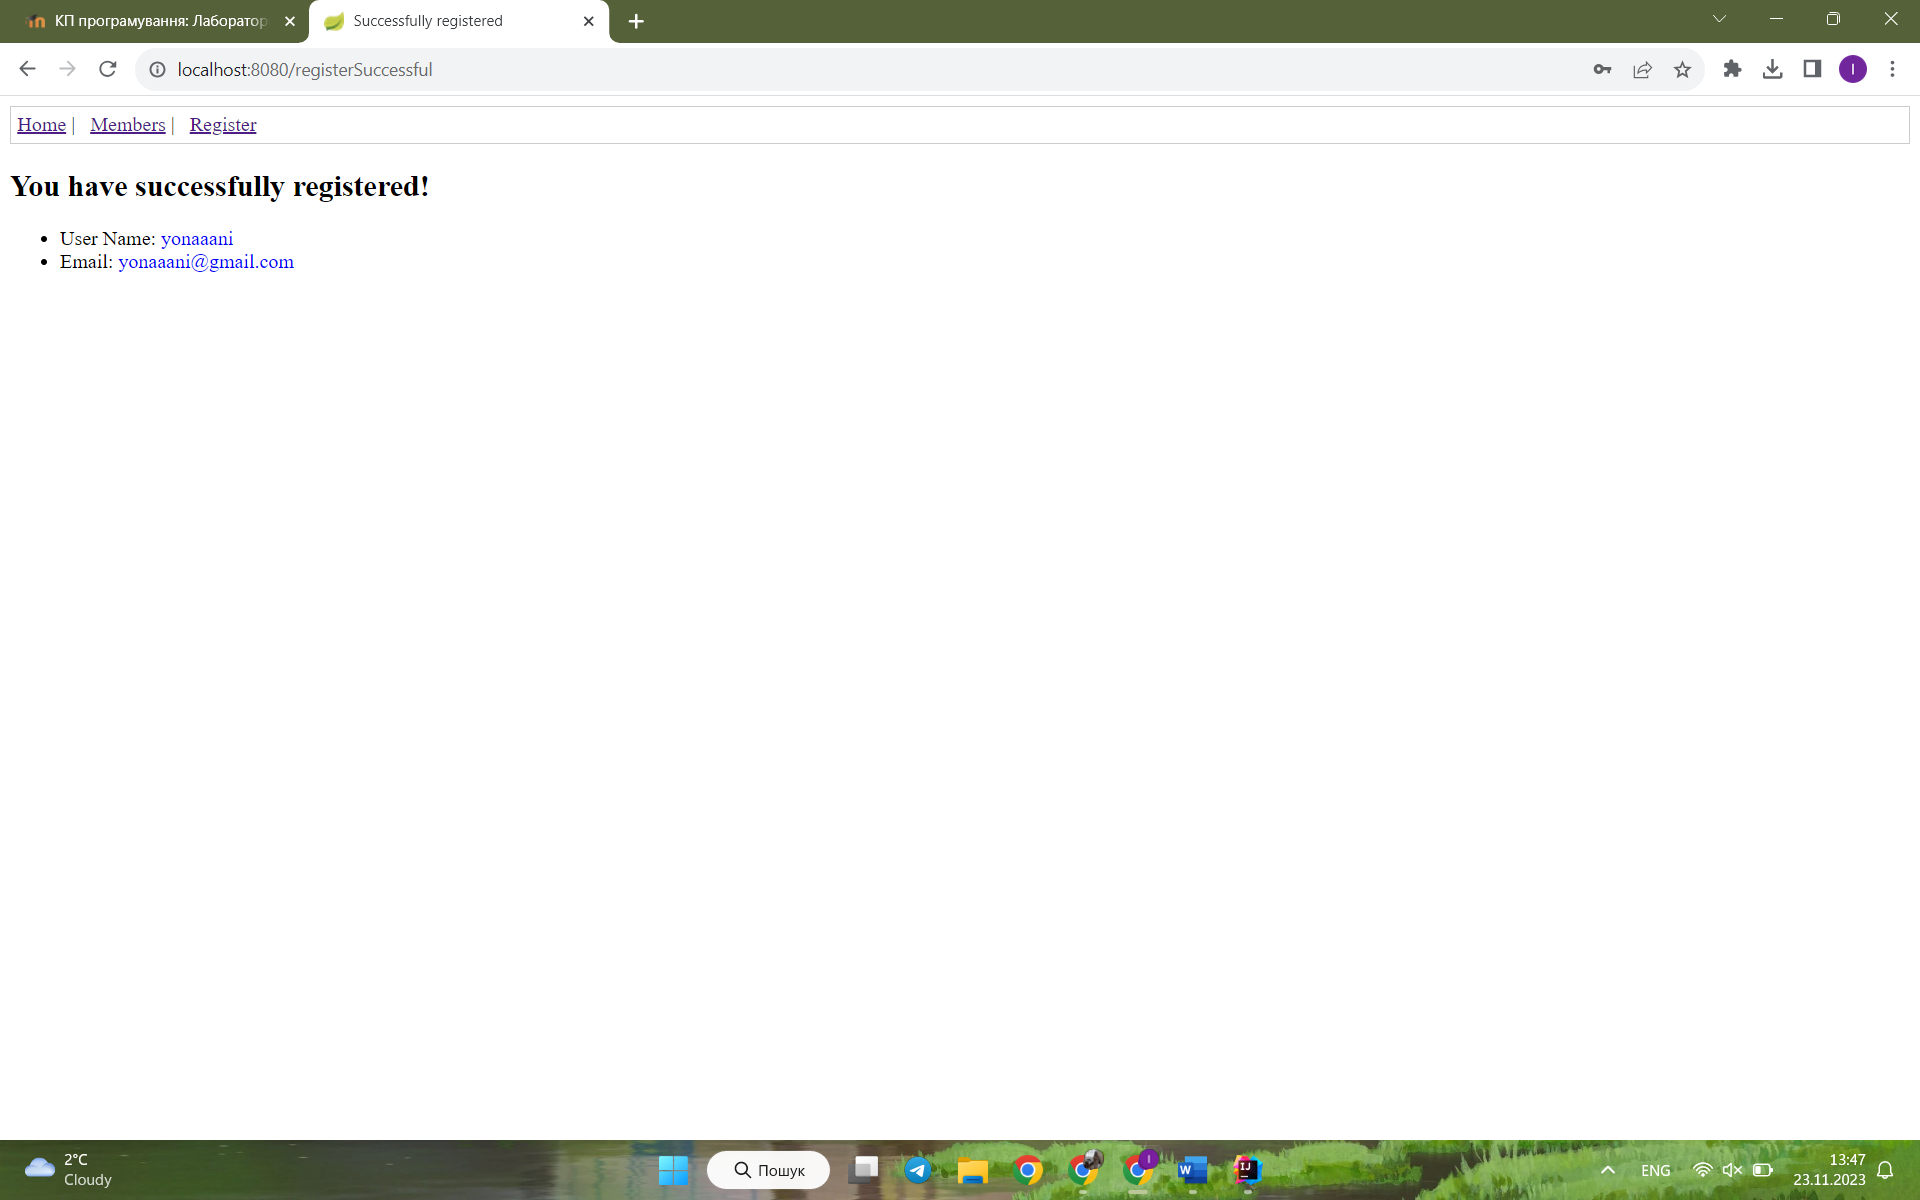 КП програмування: Лаборатор
Successfully registered
localhost:8080/registerSuccessful
I
Home | Members | Register
You have successfully registered!
User Name: yonaaani
Email: yonaaani@gmail.com
2°C
Cloudy
Пошук
I
W
IJ
ENG
13:47
23.11.2023